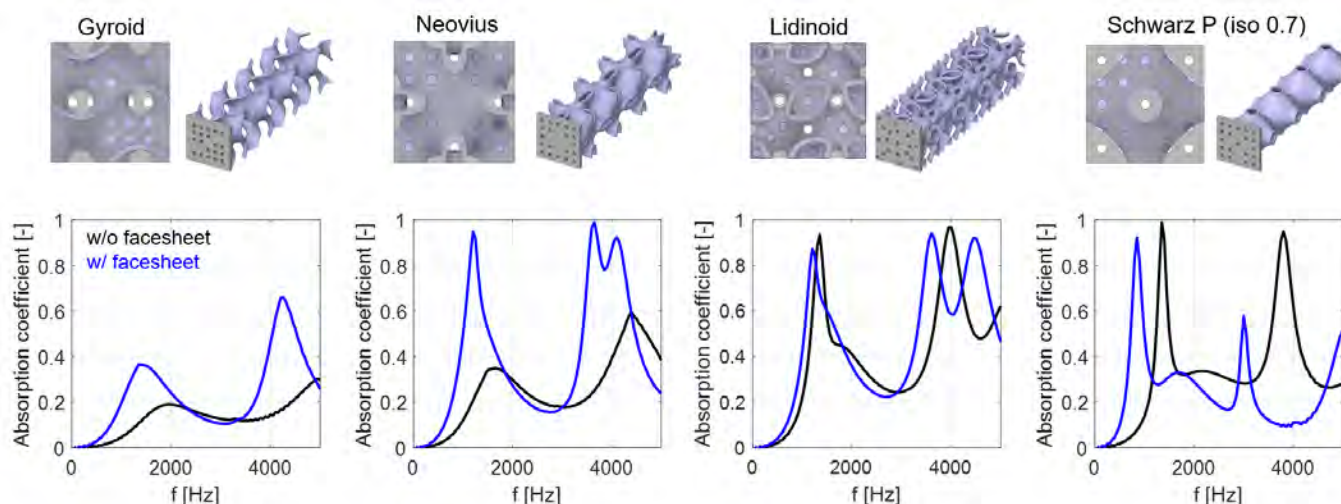 Gyroid
Neovius
Lidinoid
Schwarz P (iso 0.7)
Absorption coefficient [-]
1
0.8
0.6
0.4
0.2
0
w/o facesheet
w/ facesheet
0 2000 4000
f [Hz]
Absorption coefficient [-]
1
0.8
0.6
0.4
0.2
0
0 2000 4000
f [Hz]
Absorption coefficient [-]
1
0.8
0.6
0.4
0.2
0
0 2000 4000
f [Hz]
Absorption coefficient [-]
1
0.8
0.6
0.4
0.2
0
0 2000 4000
f [Hz]